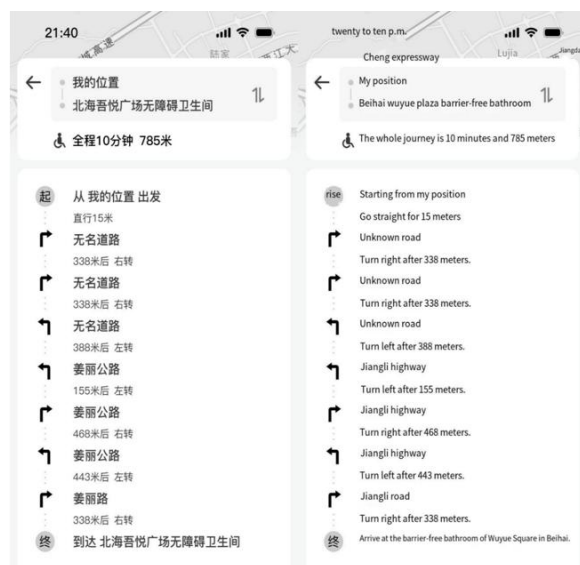 21:40
城高速
陈家
江大
我的位置
北海吾悦广场无障碍卫生间
全程10分钟 785米
起
从 我的位置 出发
直行15米
无名道路
338米后 右转
无名道路
338米后 右转
无名道路
388米后 左转
姜丽公路
155米后 左转
姜丽公路
468米后 右转
姜丽公路
443米后 左转
姜丽路
338米后 右转
终
到达 北海吾悦广场无障碍卫生间
twenty to ten p.m.
Cheng expressway
Lujia
Jiangda
My position
Beihai wuyue plaza barrier-free bathroom
The whole journey is 10 minutes and 785 meters
rise
Starting from my position
Go straight for 15 meters
Unknown road
Turn right after 338 meters.
Unknown road
Turn right after 338 meters.
Unknown road
Turn left after 388 meters.
Jiangli highway
Turn left after 155 meters.
Jiangli highway
Turn right after 468 meters.
Jiangli highway
Turn left after 443 meters.
Jiangli road
Turn right after 338 meters.
终
Arrive at the barrier-free bathroom of Wuyue Square in Beihai.